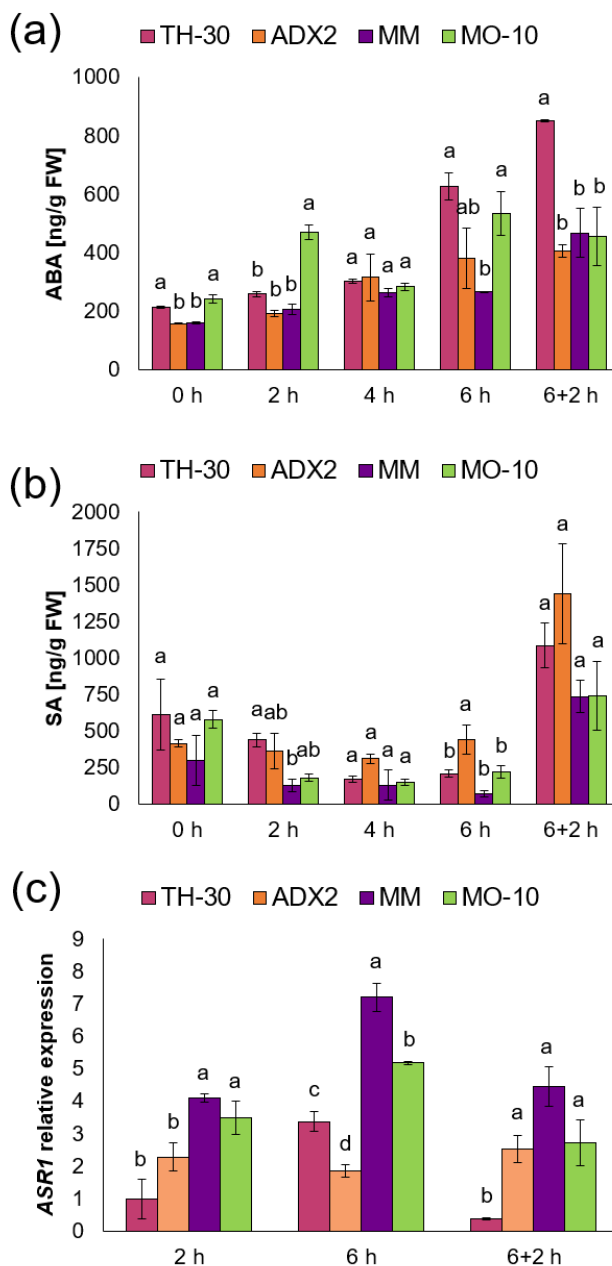 (a)
TH-30 ADX2 MM MO-10
ABA [ng/g FW]
1000
800
600
400
200
0
a b b a
b b b a
a a a a
a ab b a
a b b b
0 h 2 h 4 h 6 h 6+2 h
(b)
TH-30 ADX2 MM MO-10
SA [ng/g FW]
2000
1750
1500
1250
1000
750
500
250
0
a a a a
a ab b ab
a a a a
b a b b
a a a a
0 h 2 h 4 h 6 h 6+2 h
(c)
TH-30 ADX2 MM MO-10
ASR1 relative expression
9
8
7
6
5
4
3
2
1
0
b b a a
c d a b
b a a a
2 h 6 h 6+2 h